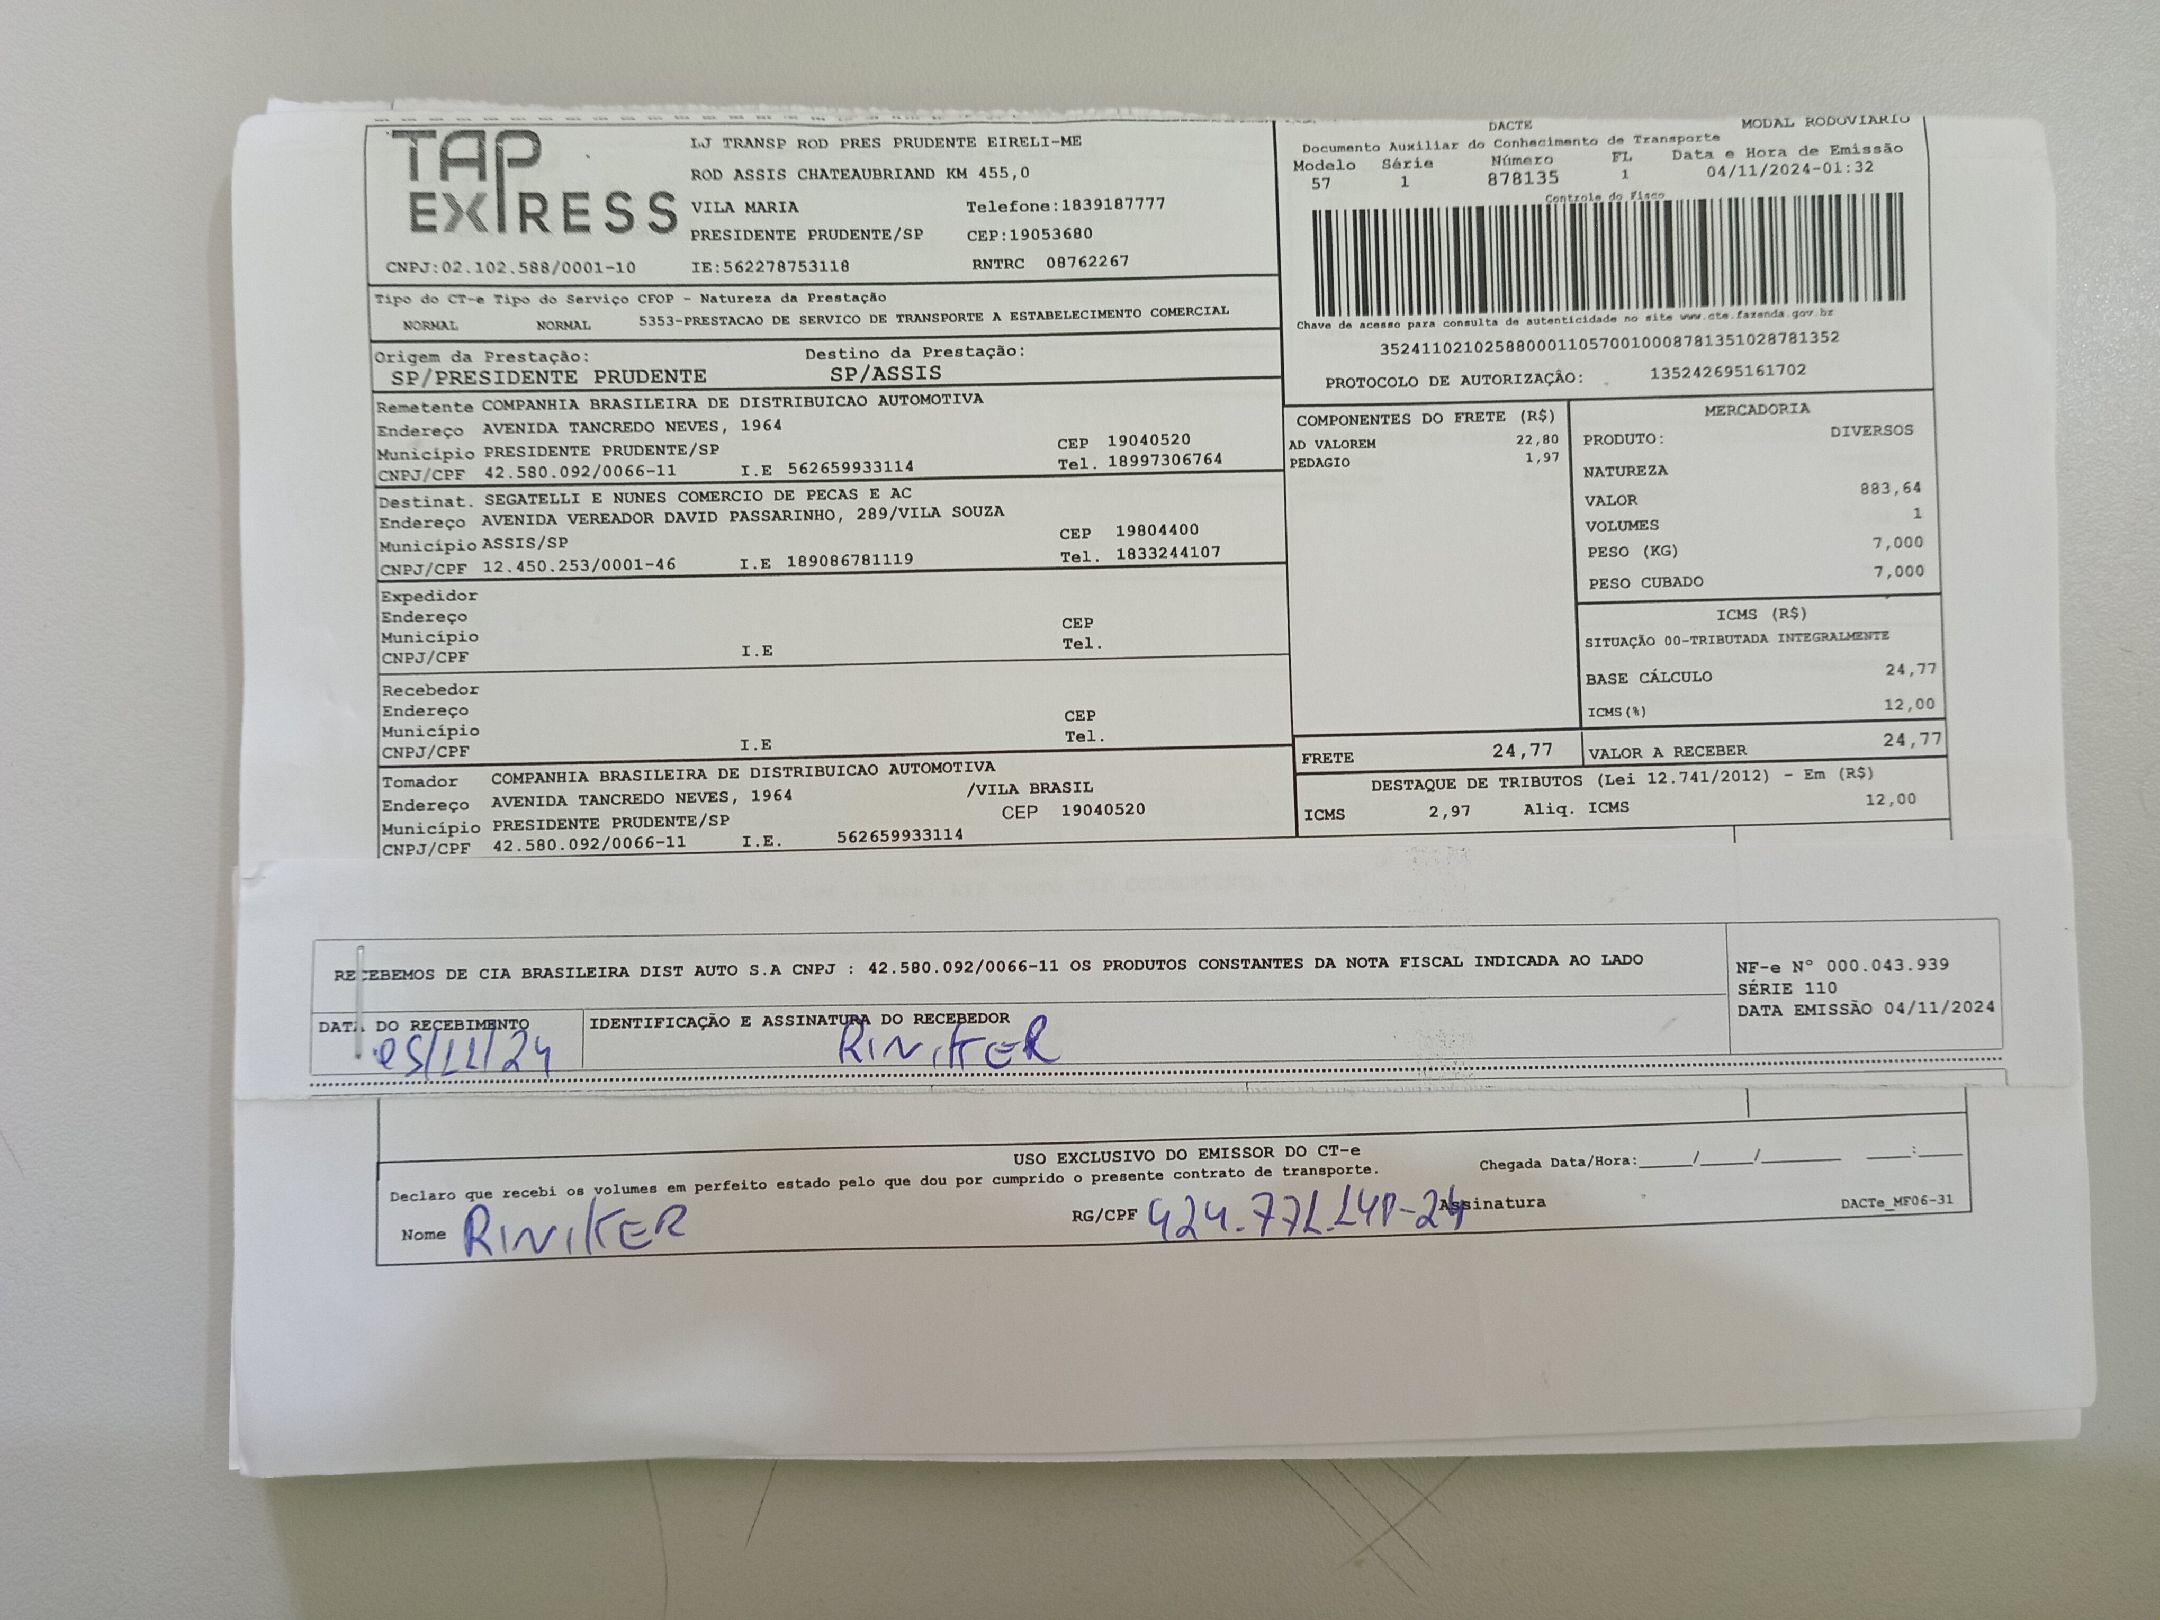 TAP EXPRESS
LJ TRANSP ROD PRES PRUDENTE EIRELI-ME
ROD ASSIS CHATEAUBRIAND KM 455,0
VILA MARIA Telefone:1839187777
PRESIDENTE PRUDENTE/SP CEP:19053680
CNPJ:02.102.588/0001-10 IE:562278753118 RNTRC 08762267
DACTE MODAL RODOVIARIO
Documento Auxiliar do Conhecimento de Transporte
Modelo Série Número FL Data e Hora de Emissão
57 1 878135 1 04/11/2024-01:32
Controle do Fisco
Chave de acesso para consulta de autenticidade no site www.cte.fazenda.gov.br
35241102102588000110570010008781351028781352
PROTOCOLO DE AUTORIZAÇÃO: 135242695161702
Tipo do CT-e Tipo do Serviço CFOP - Natureza da Prestação
NORMAL NORMAL 5353-PRESTACAO DE SERVICO DE TRANSPORTE A ESTABELECIMENTO COMERCIAL
Origem da Prestação: Destino da Prestação:
SP/PRESIDENTE PRUDENTE SP/ASSIS
Remetente COMPANHIA BRASILEIRA DE DISTRIBUICAO AUTOMOTIVA
Endereço AVENIDA TANCREDO NEVES, 1964
Município PRESIDENTE PRUDENTE/SP CEP 19040520
CNPJ/CPF 42.580.092/0066-11 I.E 562659933114 Tel. 18997306764
Destinat. SEGATELLI E NUNES COMERCIO DE PECAS E AC
Endereço AVENIDA VEREADOR DAVID PASSARINHO, 289/VILA SOUZA
Município ASSIS/SP CEP 19804400
CNPJ/CPF 12.450.253/0001-46 I.E 189086781119 Tel. 1833244107
Expedidor
Endereço
Município CEP
CNPJ/CPF I.E Tel.
Recebedor
Endereço
Município CEP
CNPJ/CPF I.E Tel.
Tomador COMPANHIA BRASILEIRA DE DISTRIBUICAO AUTOMOTIVA
Endereço AVENIDA TANCREDO NEVES, 1964 /VILA BRASIL
Município PRESIDENTE PRUDENTE/SP CEP 19040520
CNPJ/CPF 42.580.092/0066-11 I.E. 562659933114
COMPONENTES DO FRETE (R$)
AD VALOREM 22,80
PEDAGIO 1,97
MERCADORIA
PRODUTO: DIVERSOS
NATUREZA
VALOR 883,64
VOLUMES 1
PESO (KG) 7,000
PESO CUBADO 7,000
ICMS (R$)
SITUAÇÃO 00-TRIBUTADA INTEGRALMENTE
BASE CÁLCULO 24,77
ICMS(%) 12,00
FRETE 24,77 VALOR A RECEBER 24,77
DESTAQUE DE TRIBUTOS (Lei 12.741/2012) - Em (R$)
ICMS 2,97 Aliq. ICMS 12,00
RECEBEMOS DE CIA BRASILEIRA DIST AUTO S.A CNPJ : 42.580.092/0066-11 OS PRODUTOS CONSTANTES DA NOTA FISCAL INDICADA AO LADO
NF-e N° 000.043.939
SÉRIE 110
DATA EMISSÃO 04/11/2024
DATA DO RECEBIMENTO IDENTIFICAÇÃO E ASSINATURA DO RECEBEDOR
05/11/24 RINIKER
USO EXCLUSIVO DO EMISSOR DO CT-e
Declaro que recebi os volumes em perfeito estado pelo que dou por cumprido o presente contrato de transporte. Chegada Data/Hora:_____/_____/________ ____:____
Nome RINIKER RG/CPF Assinatura DACTe_MF06-31